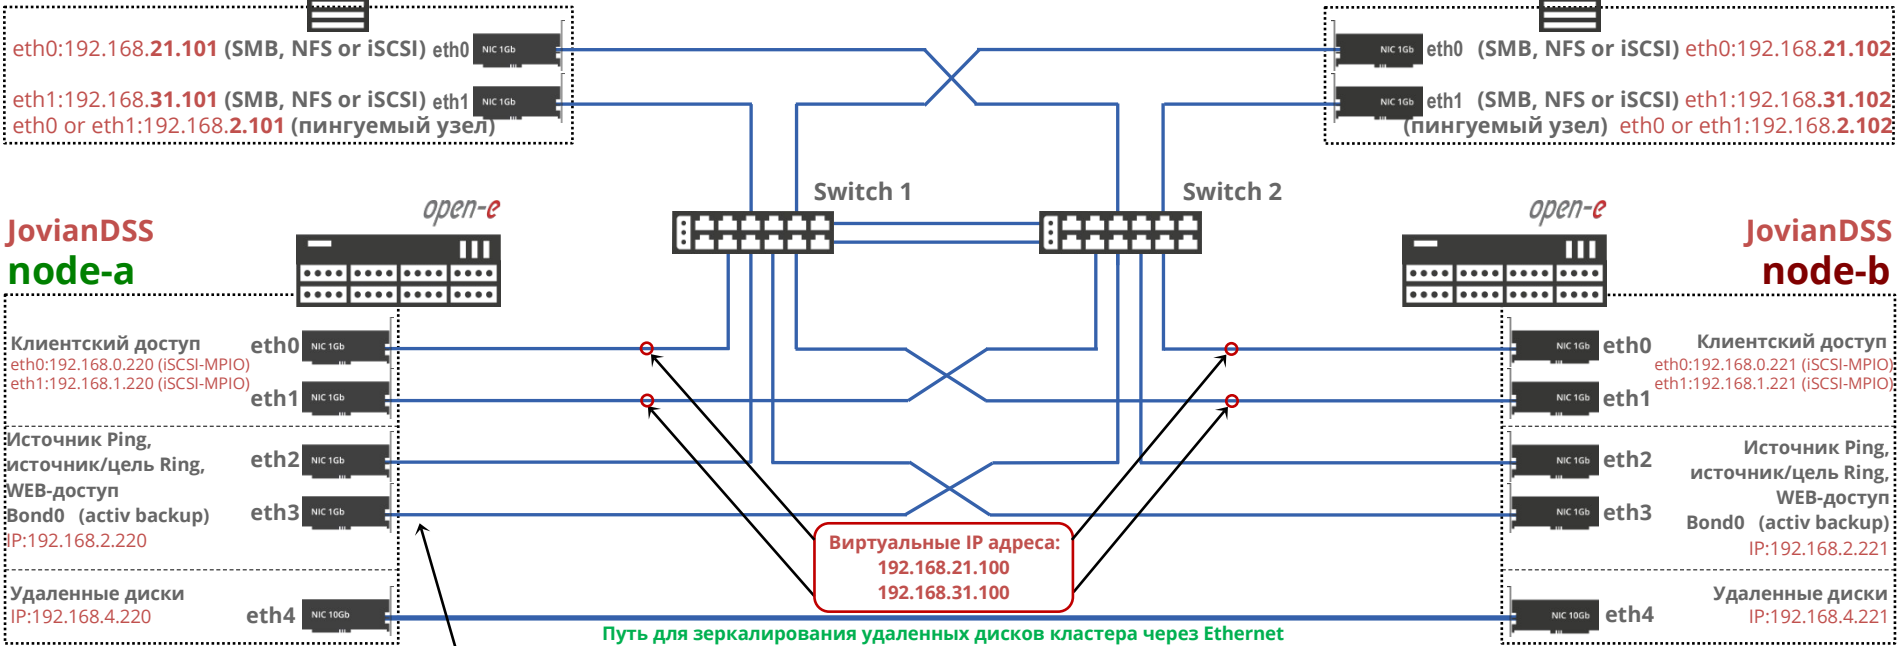 eth0:192.168.21.101 (SMB, NFS or iSCSI) eth0
NIC 1Gb
eth1:192.168.31.101 (SMB, NFS or iSCSI) eth1
NIC 1Gb
eth0 or eth1:192.168.2.101 (пингуемый узел)
NIC 1Gb
eth0 (SMB, NFS or iSCSI) eth0:192.168.21.102
NIC 1Gb
eth1 (SMB, NFS or iSCSI) eth1:192.168.31.102
(пингуемый узел) eth0 or eth1:192.168.2.102
Switch 1
Switch 2
open-e
JovianDSS
node-a
open-e
JovianDSS
node-b
Клиентский доступ
eth0:192.168.0.220 (iSCSI-MPIO)
eth1:192.168.1.220 (iSCSI-MPIO)
eth0
NIC 1Gb
eth1
NIC 1Gb
Источник Ping,
источник/цель Ring,
WEB-доступ
Bond0 (activ backup)
IP:192.168.2.220
eth2
NIC 1Gb
eth3
NIC 1Gb
Удаленные диски
IP:192.168.4.220
eth4
NIC 10Gb
Виртуальные IP адреса:
192.168.21.100
192.168.31.100
Путь для зеркалирования удаленных дисков кластера через Ethernet
NIC 1Gb
eth0
NIC 1Gb
eth1
Клиентский доступ
eth0:192.168.0.221 (iSCSI-MPIO)
eth1:192.168.1.221 (iSCSI-MPIO)
NIC 1Gb
eth2
NIC 1Gb
eth3
Источник Ping,
источник/цель Ring,
WEB-доступ
Bond0 (activ backup)
IP:192.168.2.221
NIC 10Gb
eth4
Удаленные диски
IP:192.168.4.221